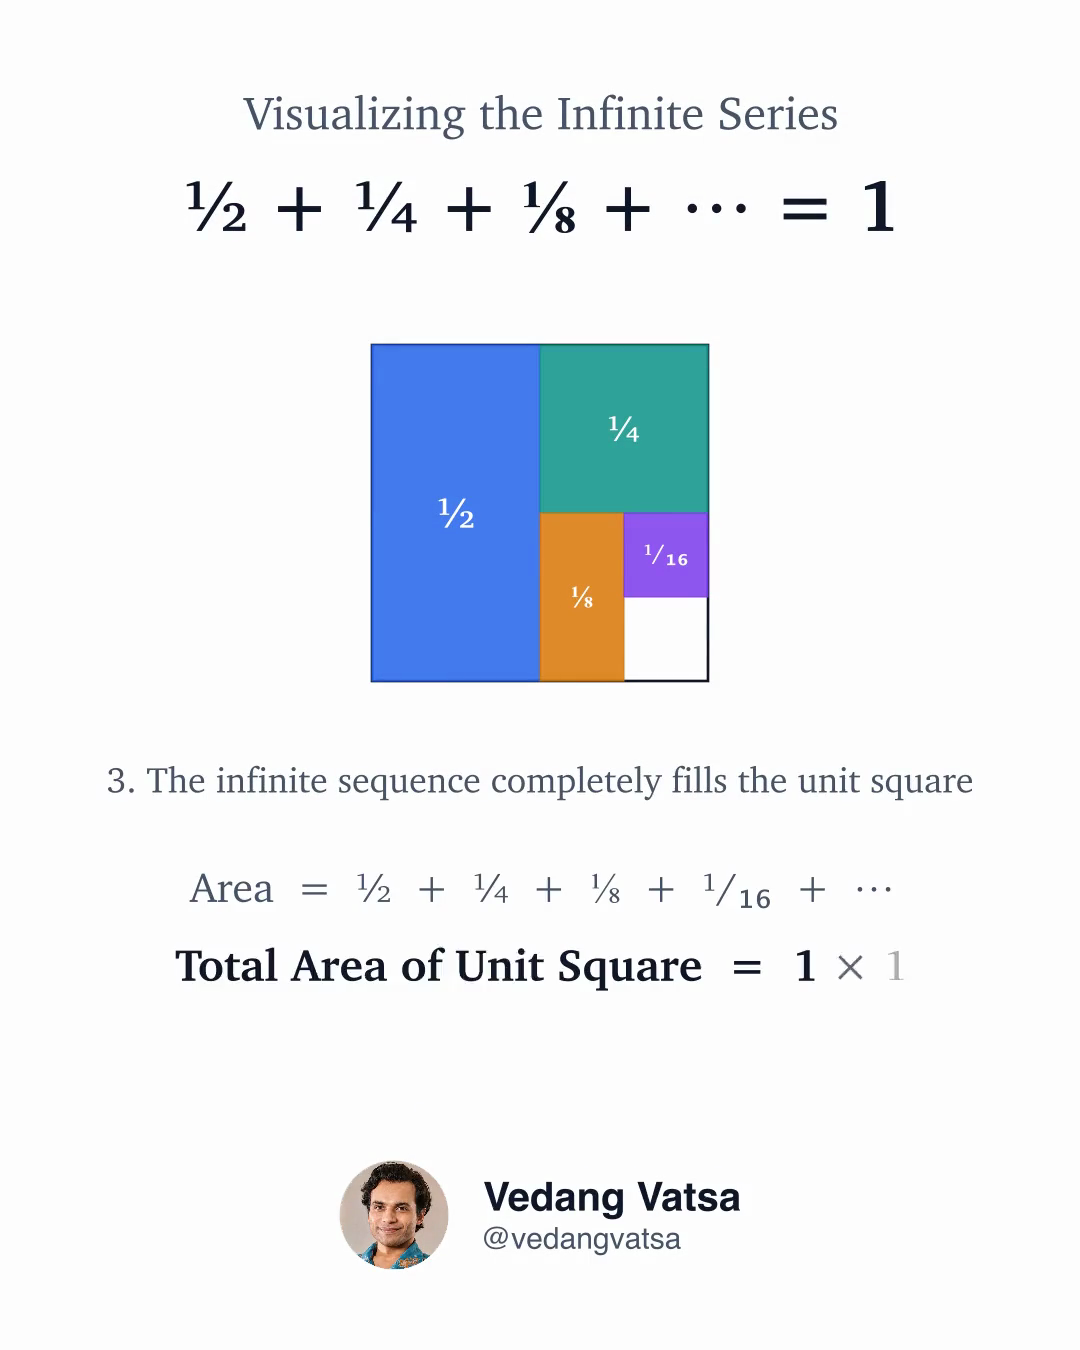 Visualizing the Infinite Series
½ + ¼ + ⅛ + ⋯ = 1
½
¼
⅛
¹⁄₁₆
3. The infinite sequence completely fills the unit square
Area = ½ + ¼ + ⅛ + ¹⁄₁₆ + ⋯
Total Area of Unit Square = 1 × 1
Vedang Vatsa
@vedangvatsa